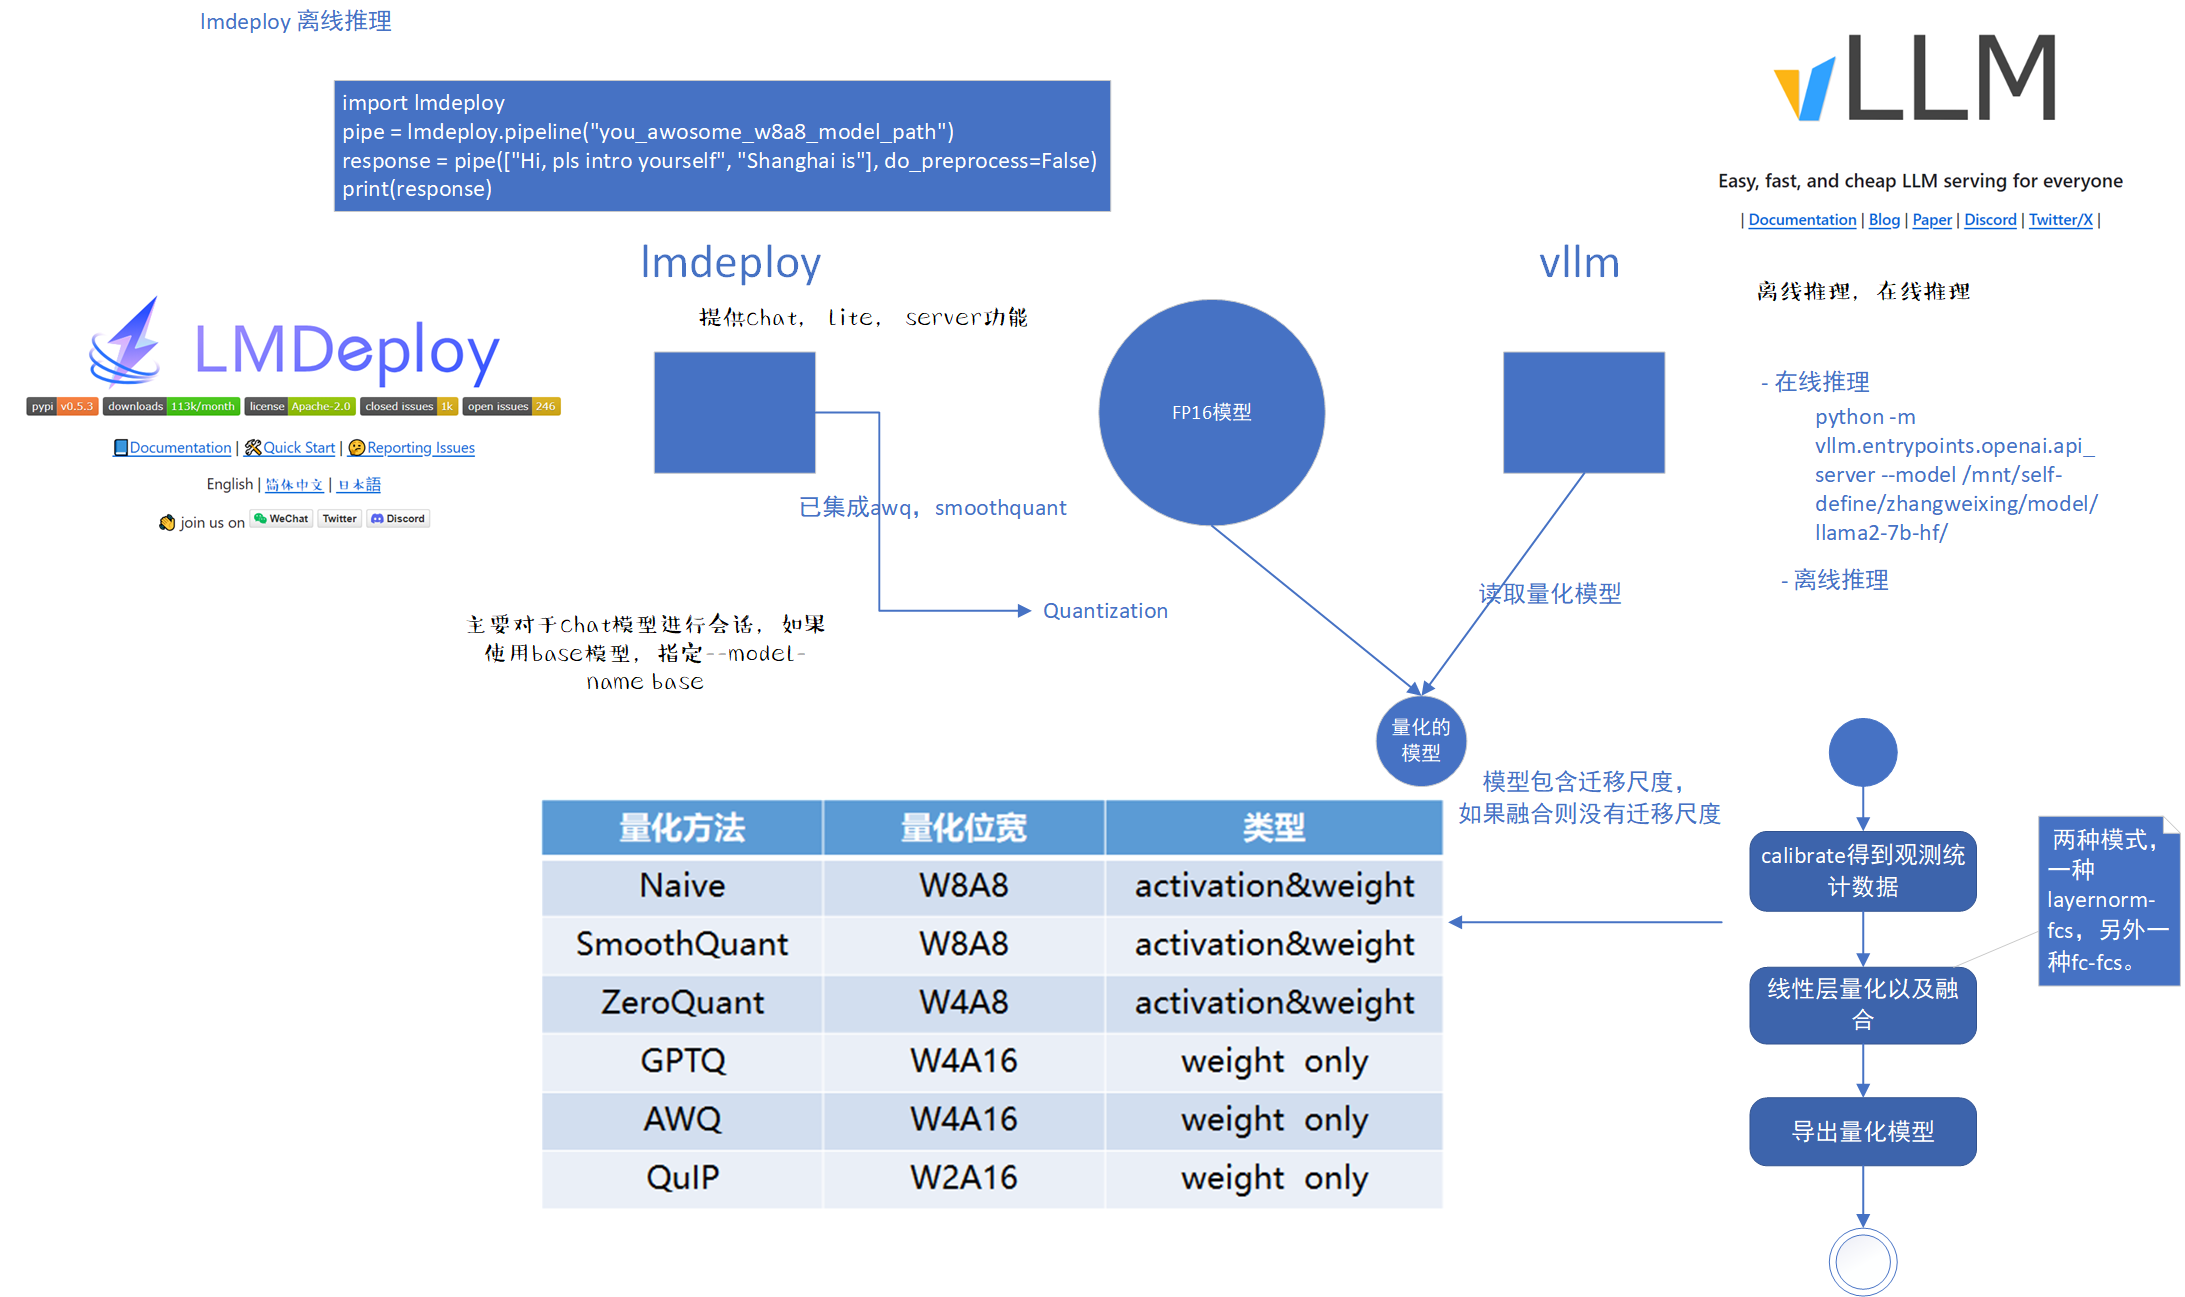 lmdeploy 离线推理
import lmdeploy
pipe = lmdeploy.pipeline("you_awosome_w8a8_model_path")
response = pipe(["Hi, pls intro yourself", "Shanghai is"], do_preprocess=False)
print(response)
vLLM
Easy, fast, and cheap LLM serving for everyone
| Documentation | Blog | Paper | Discord | Twitter/X |
lmdeploy
vllm
离线推理，在线推理
提供chat， lite， server功能
LMDeploy
pypi v0.5.3 downloads 113k/month license Apache-2.0 closed issues 1k open issues 246
Documentation | Quick Start | Reporting Issues
English | 简体中文 | 日本語
join us on WeChat Twitter Discord
FP16模型
- 在线推理
python -m
vllm.entrypoints.openai.api_
server --model /mnt/self-
define/zhangweixing/model/
llama2-7b-hf/
- 离线推理
已集成awq，smoothquant
Quantization
读取量化模型
主要对于chat模型进行会话，如果
使用base模型，指定--model-
name base
量化的
模型
模型包含迁移尺度，
如果融合则没有迁移尺度
量化方法 量化位宽 类型
Naive W8A8 activation&weight
SmoothQuant W8A8 activation&weight
ZeroQuant W4A8 activation&weight
GPTQ W4A16 weight only
AWQ W4A16 weight only
QuIP W2A16 weight only
calibrate得到观测统
计数据
线性层量化以及融
合
导出量化模型
两种模式，
一种
layernorm-
fcs，另外一
种fc-fcs。